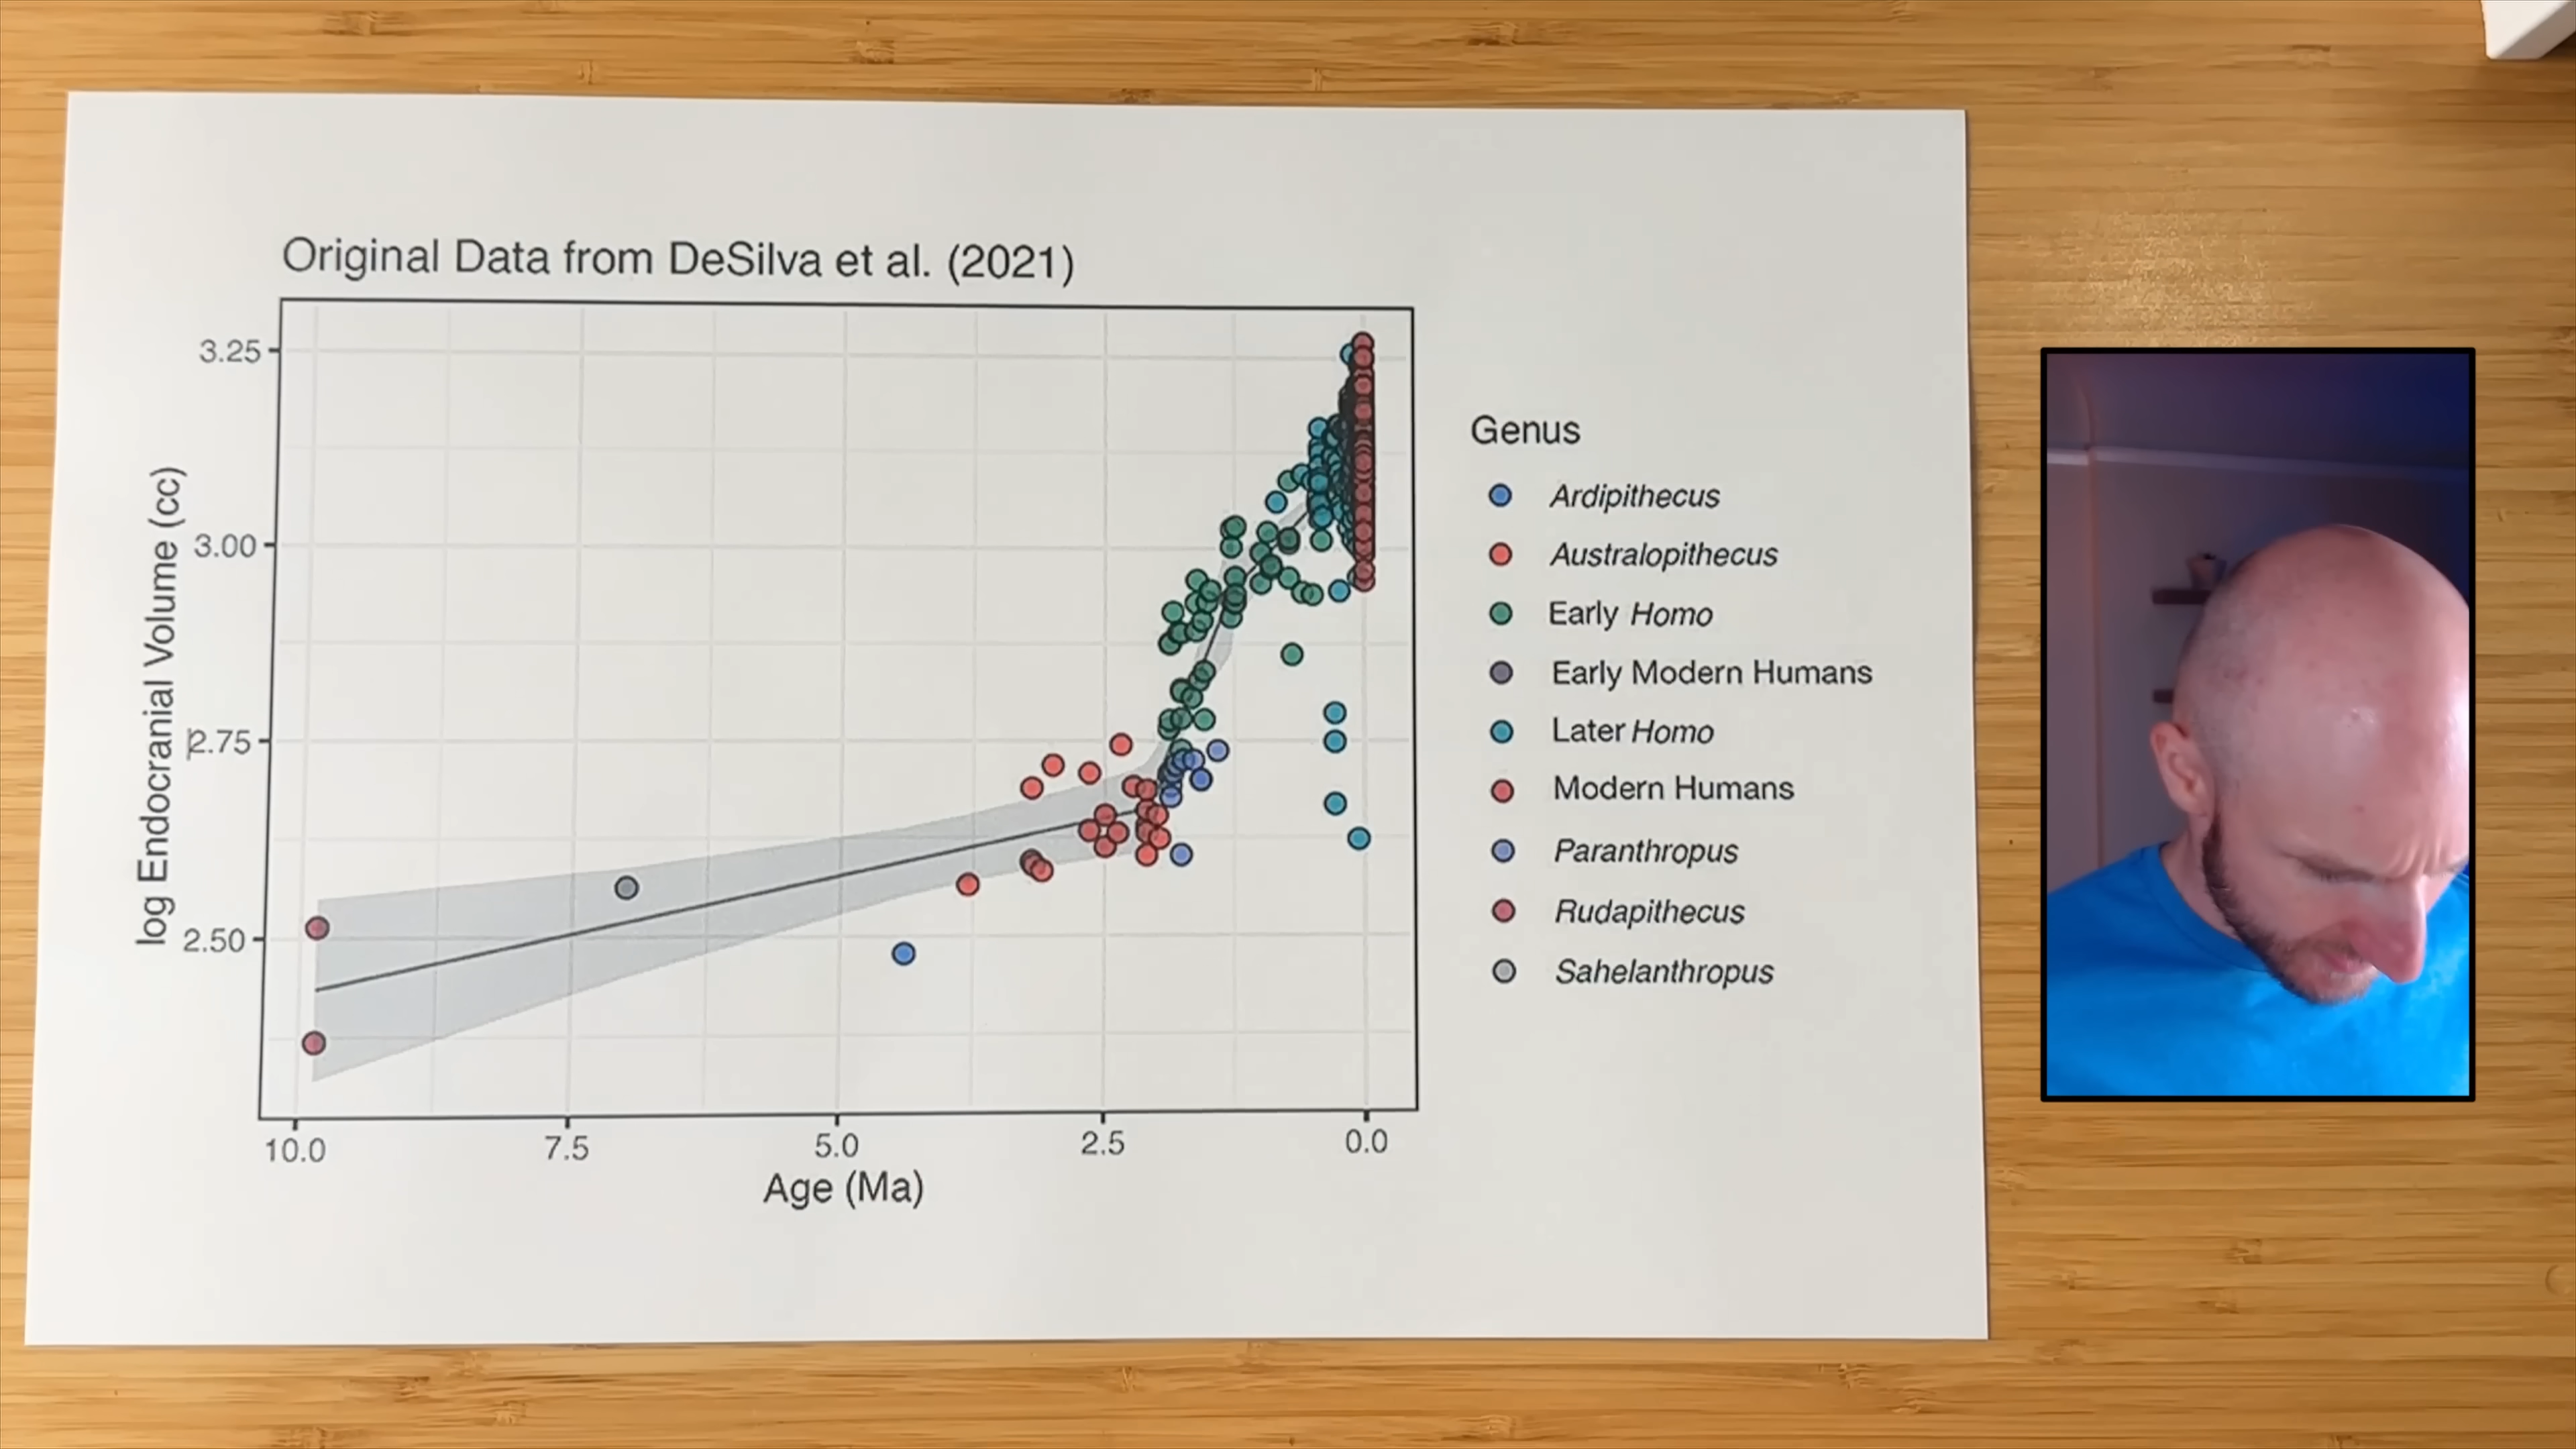 Original Data from DeSilva et al. (2021)
3.25
3.00
2.75
2.50
log Endocranial Volume (cc)
10.0 7.5 5.0 2.5 0.0
Age (Ma)
Genus
Ardipithecus
Australopithecus
Early Homo
Early Modern Humans
Later Homo
Modern Humans
Paranthropus
Rudapithecus
Sahelanthropus